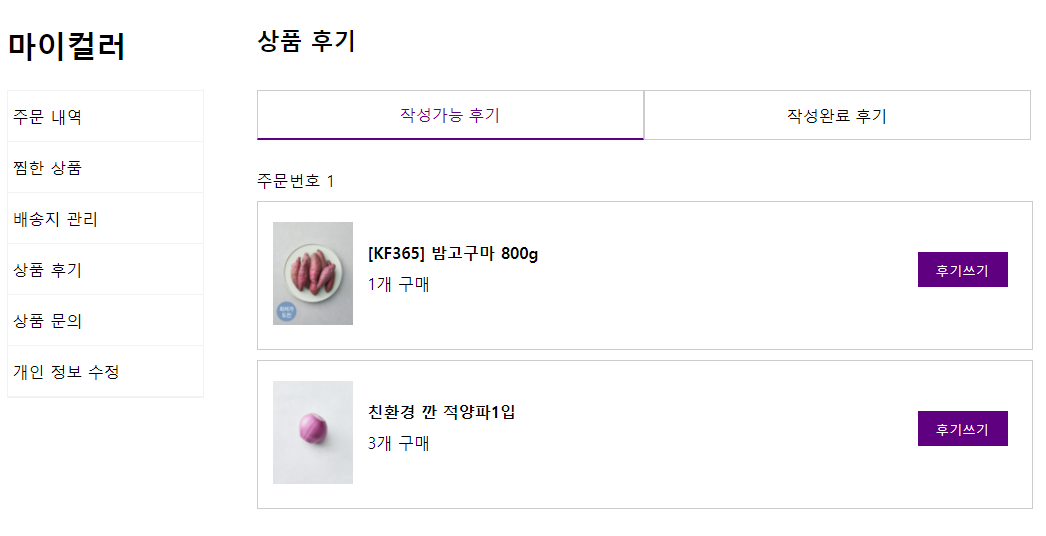 마이컬러
주문 내역
찜한 상품
배송지 관리
상품 후기
상품 문의
개인 정보 수정
상품 후기
작성가능 후기
작성완료 후기
주문번호 1
[KF365] 밤고구마 800g
1개 구매
후기쓰기
친환경 깐 적양파1입
3개 구매
후기쓰기